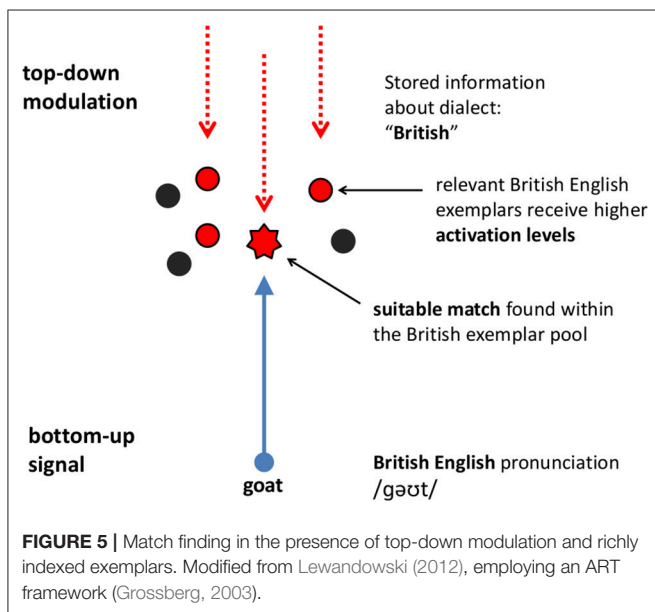 top-down
modulation
Stored information
about dialect:
“British”
relevant British English
exemplars receive higher
activation levels
suitable match found within
the British exemplar pool
bottom-up
signal
goat
British English pronunciation
/gəʊt/
FIGURE 5 | Match finding in the presence of top-down modulation and richly
indexed exemplars. Modified from Lewandowski (2012), employing an ART
framework (Grossberg, 2003).